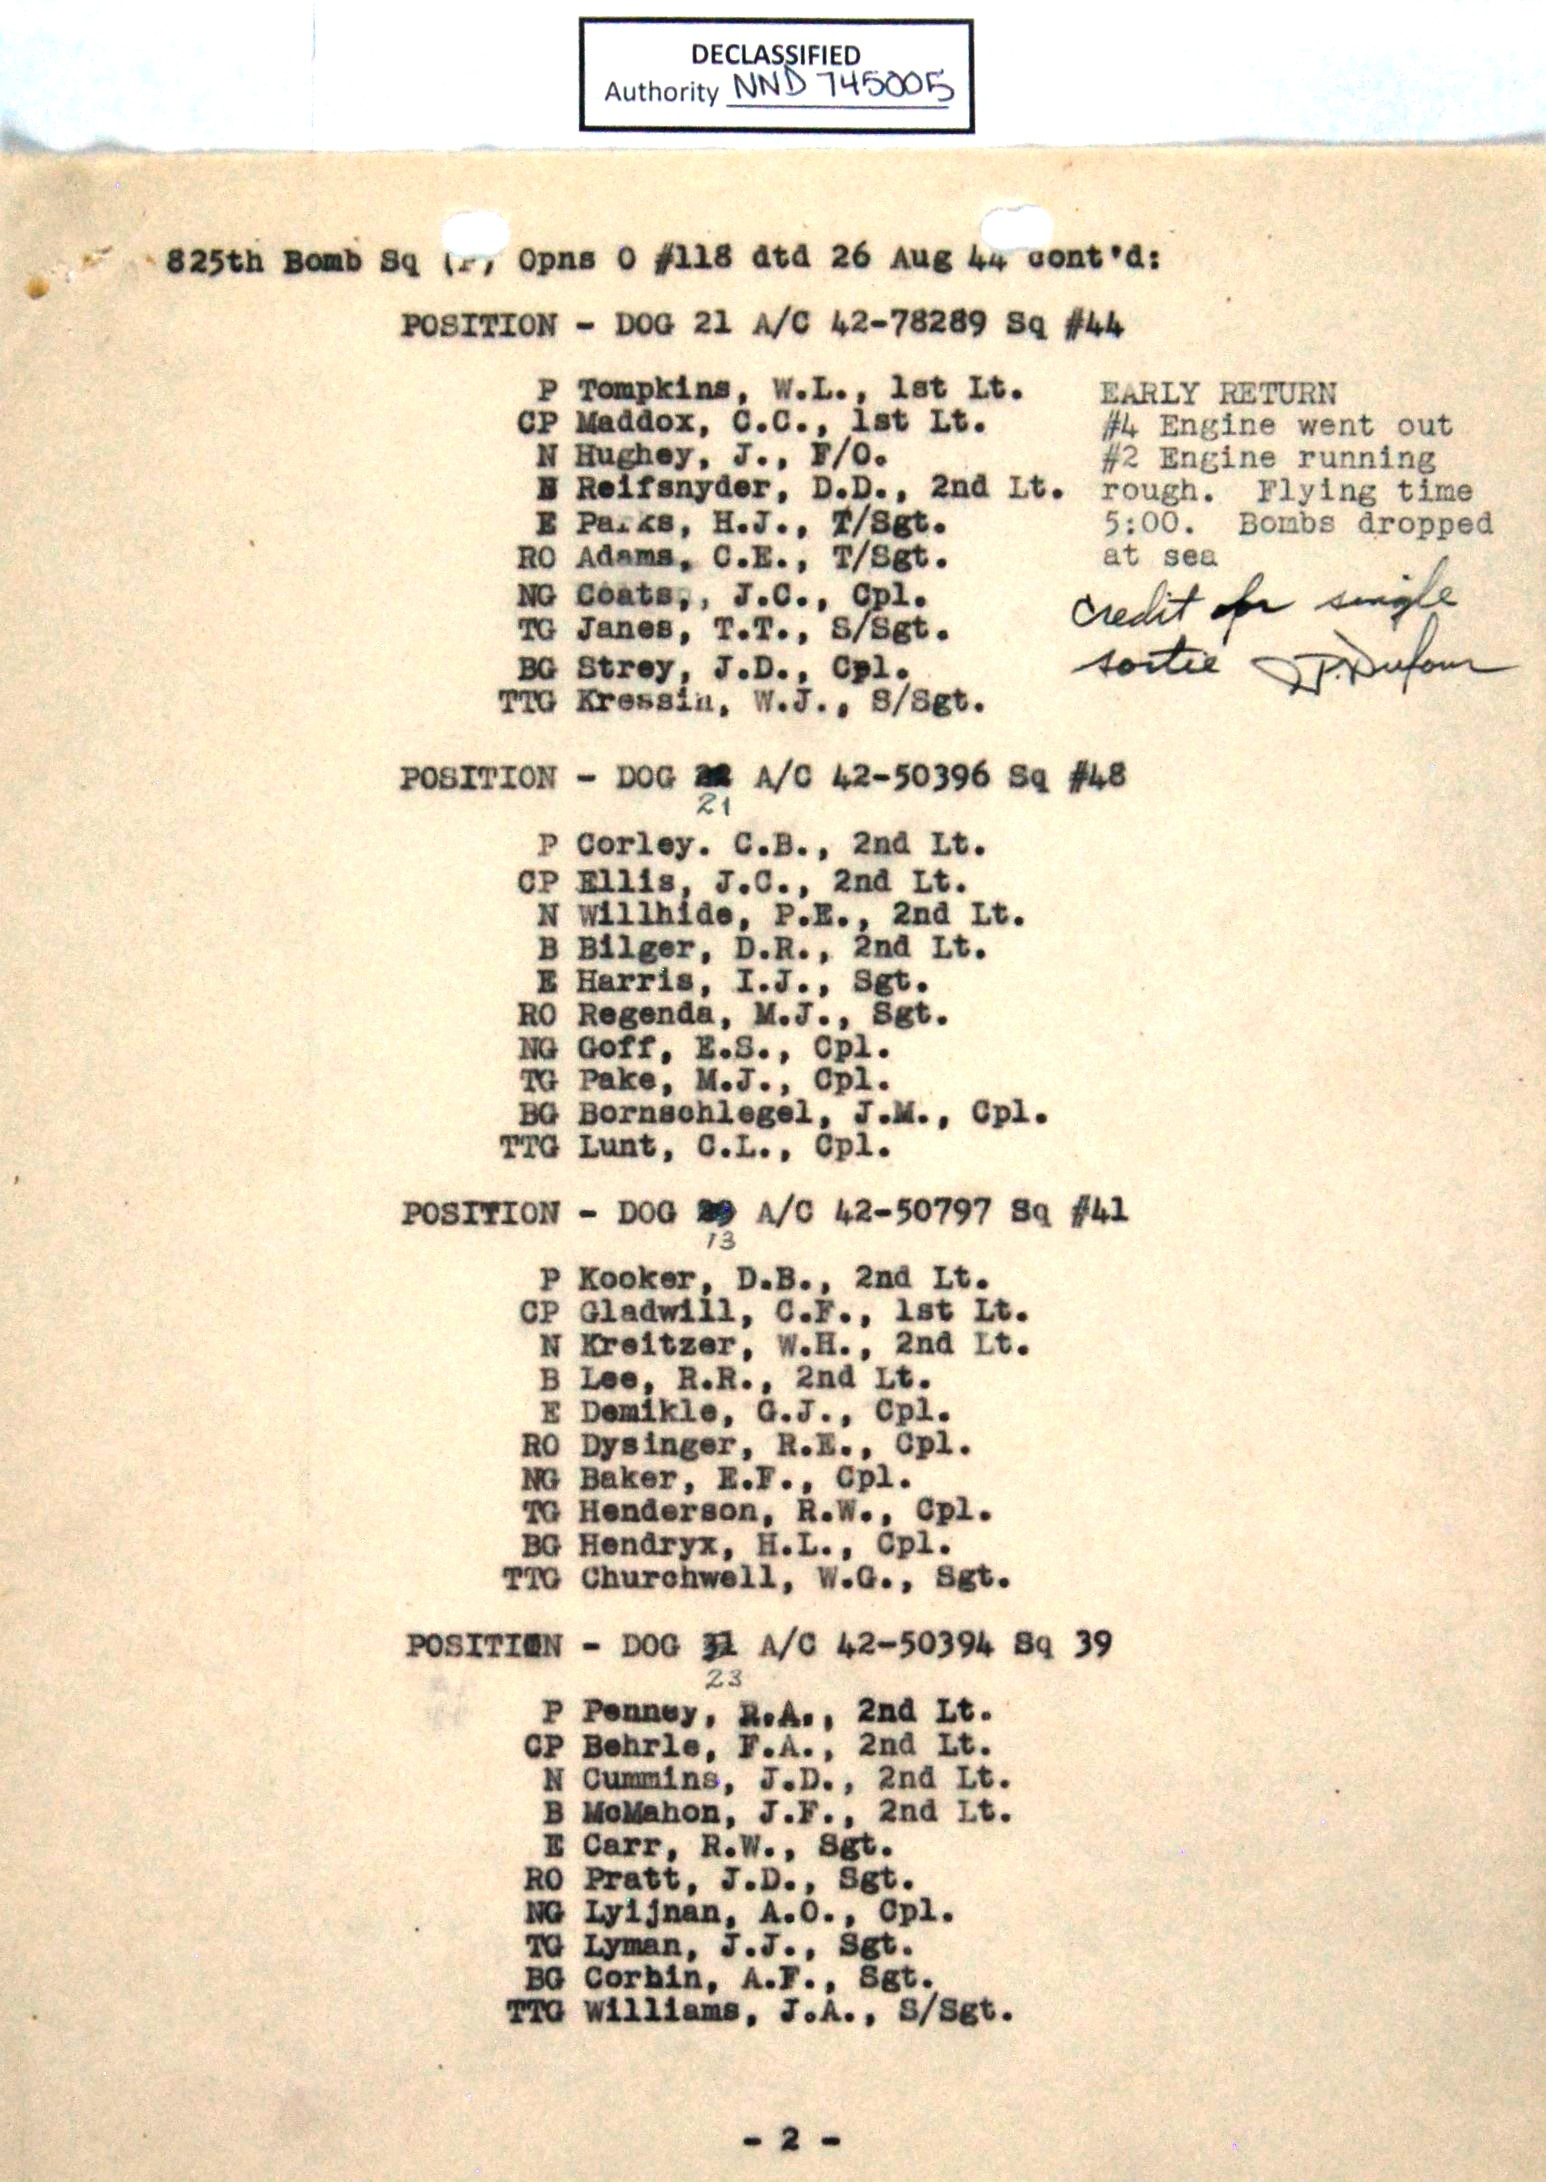 DECLASSIFIED
Authority NND 745005
825th Bomb Sq Opns O #118 dtd 26 Aug 44 cont'd:
POSITION - DOG 21 A/C 42-78289 Sq #44
P Tompkins, W.L., 1st Lt.
CP Maddox, C.C., 1st Lt.
N Hughey, J., F/O.
Reifsnyder, D.D., 2nd Lt.
E Parks, H.J., T/Sgt.
RO Adams, C.E., T/Sgt.
NG Coats,, J.C., Cpl.
TG Janes, T.T., S/Sgt.
BG Strey, J.D., Cpl.
TTG Kressin, W.J., S/Sgt.
EARLY RETURN
#4 Engine went out
#2 Engine running
rough. Flying time
5:00. Bombs dropped
at sea
Credit for single
sortie
POSITION - DOG A/C 42-50396 Sq #48
21
P Corley. C.B., 2nd Lt.
CP Ellis, J.C., 2nd Lt.
N Willhide, P.E., 2nd Lt.
B Bilger, D.R., 2nd Lt.
E Harris, I.J., Sgt.
RO Regenda, M.J., Sgt.
NG Goff, E.S., Cpl.
TG Pake, M.J., Cpl.
BG Bornschlegel, J.M., Cpl.
TTG Lunt, C.L., Cpl.
POSITION - DOG A/C 42-50797 Sq #41
13
P Kooker, D.B., 2nd Lt.
CP Gladwill, C.F., 1st Lt.
N Kreitzer, W.H., 2nd Lt.
B Lee, R.R., 2nd Lt.
E Demikle, G.J., Cpl.
RO Dysinger, R.E., Cpl.
NG Baker, E.F., Cpl.
TG Henderson, R.W., Cpl.
BG Hendryx, H.L., Cpl.
TTG Churchwell, W.G., Sgt.
POSITION - DOG 31 A/C 42-50394 Sq 39
23
P Penney, R.A., 2nd Lt.
CP Behrle, F.A., 2nd Lt.
N Cummins, J.D., 2nd Lt.
B McMahon, J.F., 2nd Lt.
E Carr, R.W., Sgt.
RO Pratt, J.D., Sgt.
NG Lyijnan, A.O., Cpl.
TG Lyman, J.J., Sgt.
BG Corbin, A.F., Sgt.
TTG Williams, J.A., S/Sgt.
- 2 -